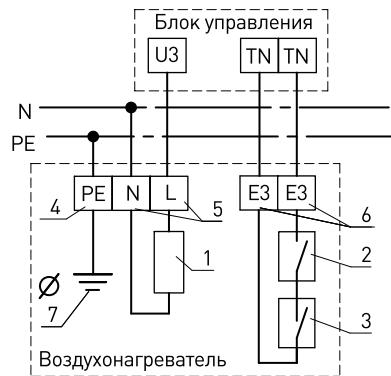 Блок управления
U3 TN TN
N
PE
PE N L E3 E3
4 5 6
1 2
7 3
Воздухонагреватель